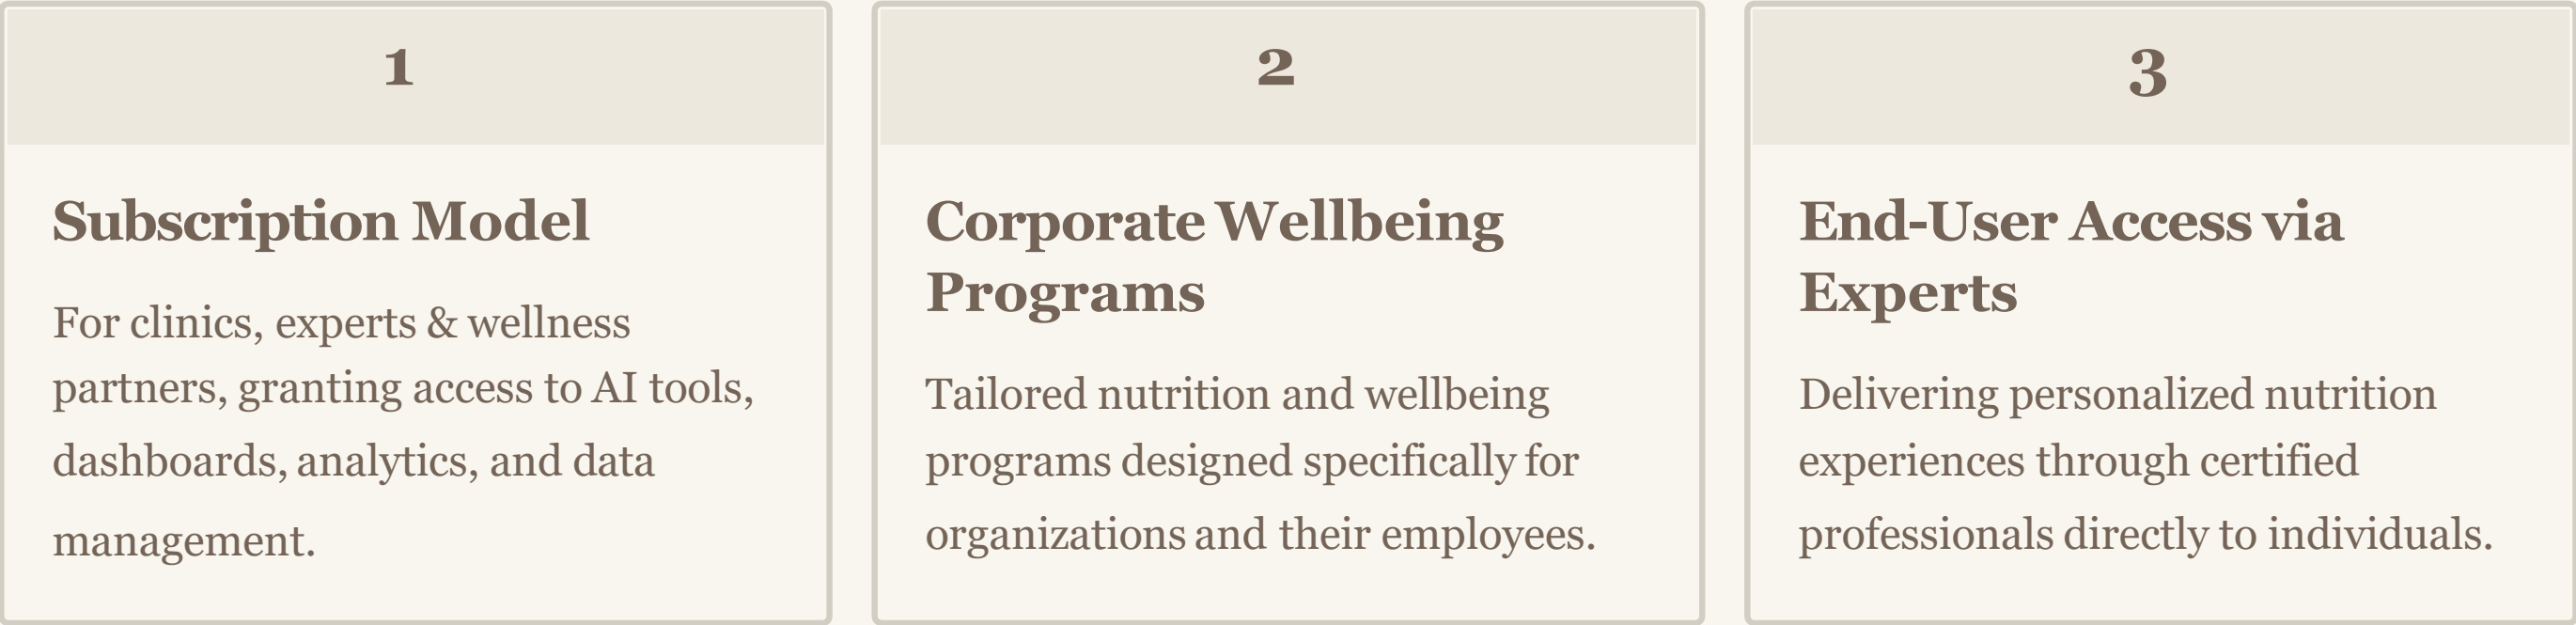 1
Subscription Model
For clinics, experts & wellness
partners, granting access to AI tools,
dashboards, analytics, and data
management.
2
Corporate Wellbeing
Programs
Tailored nutrition and wellbeing
programs designed specifically for
organizations and their employees.
3
End-User Access via
Experts
Delivering personalized nutrition
experiences through certified
professionals directly to individuals.